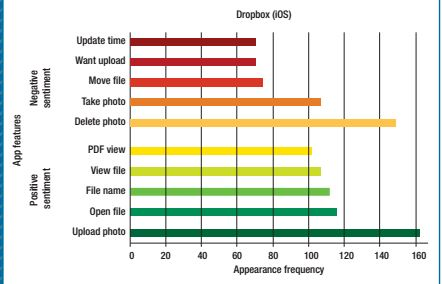 Dropbox (iOS)
App features
Negative
sentiment
Update time
Want upload
Move file
Take photo
Delete photo
Positive
sentiment
PDF view
View file
File name
Open file
Upload photo
0 20 40 60 80 100 120 140 160
Appearance frequency